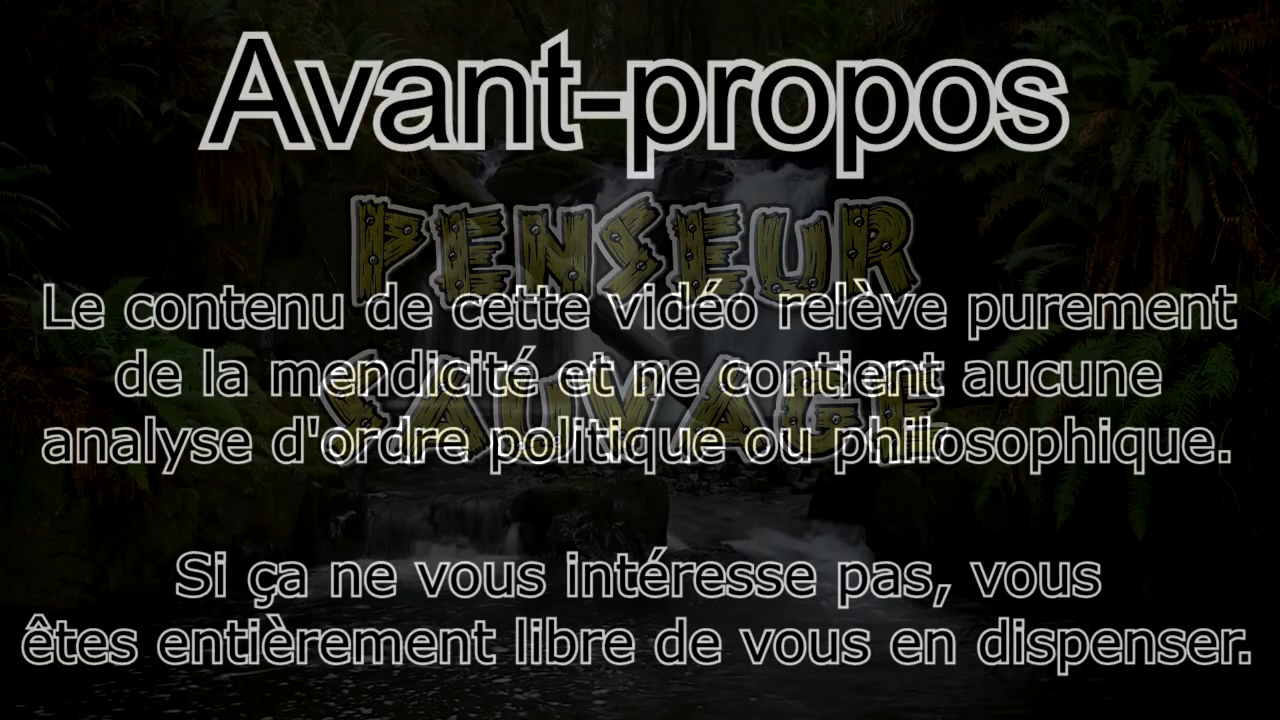 Avant-propos
PENSEUR
Le contenu de cette vidéo relève purement
de la mendicité et ne contient aucune
SAUVAGE
analyse d'ordre politique ou philosophique.
Si ça ne vous intéresse pas, vous
êtes entièrement libre de vous en dispenser.